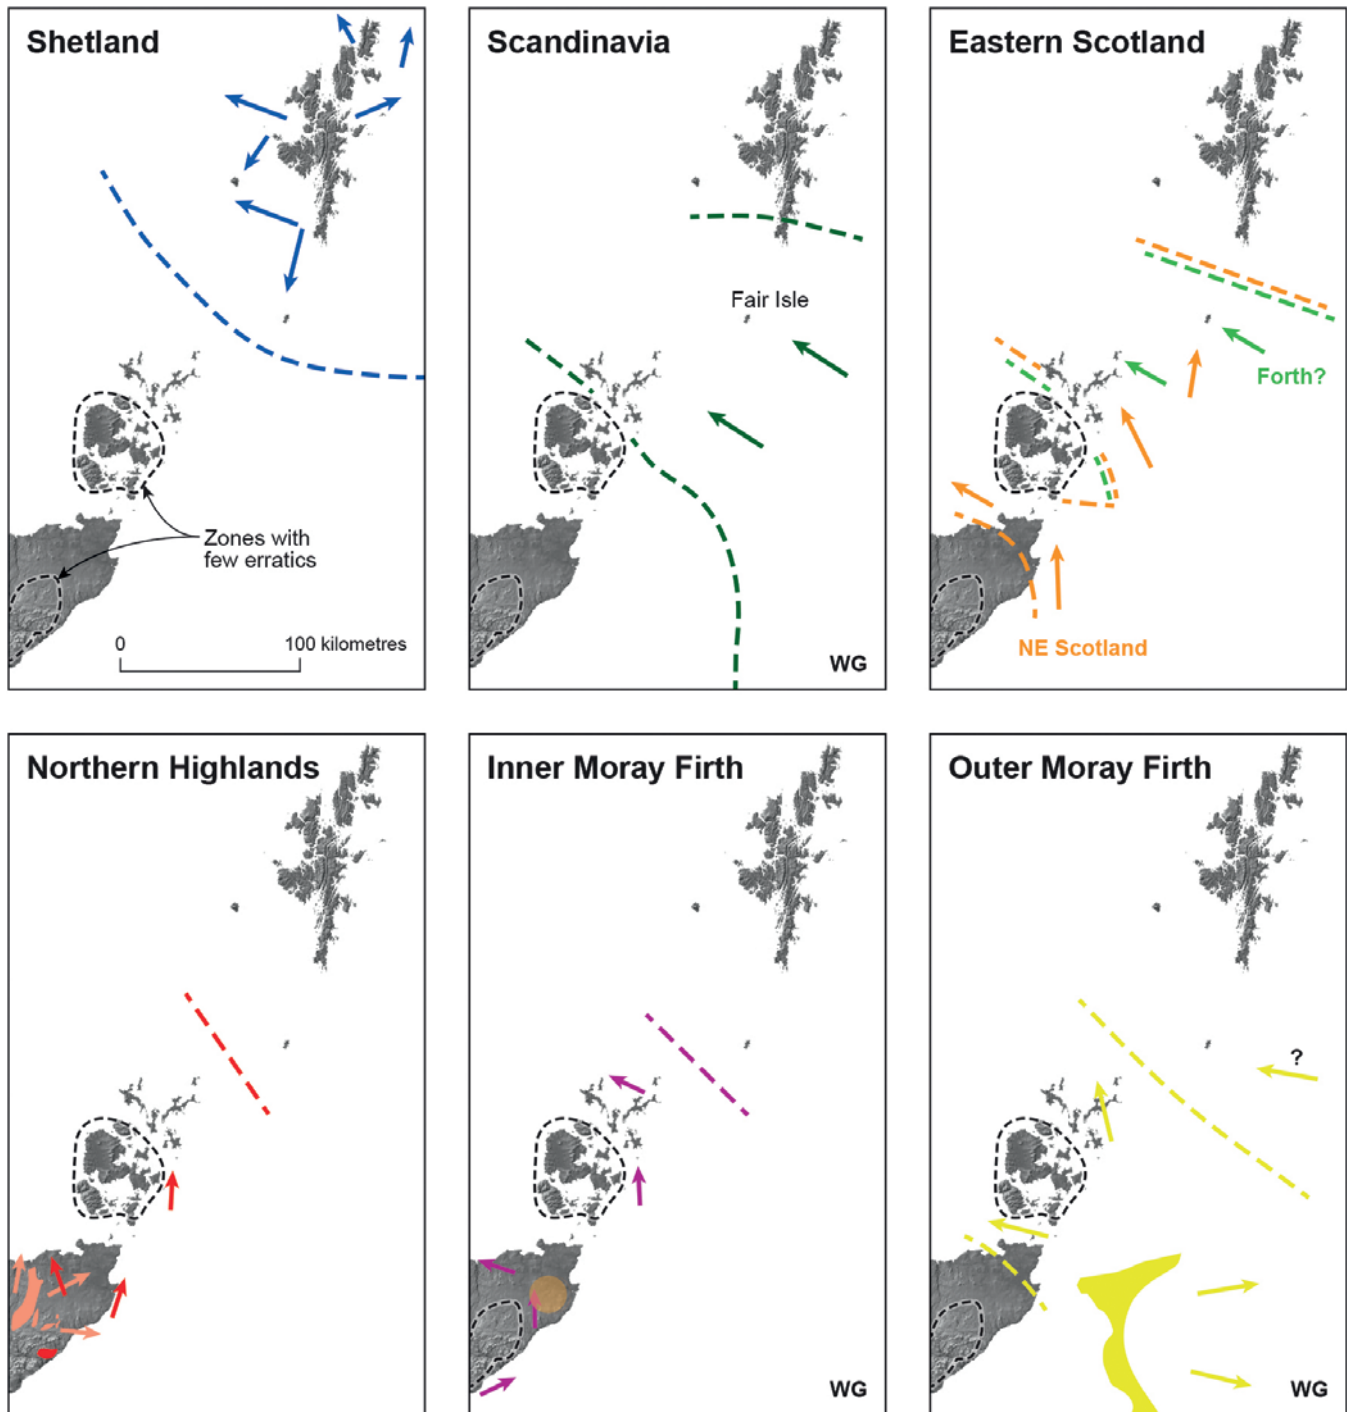 Shetland
Zones with
few erratics
0
100 kilometres
Scandinavia
Fair Isle
WG
Eastern Scotland
Forth?
NE Scotland
Northern Highlands
Inner Moray Firth
WG
Outer Moray Firth
?
WG